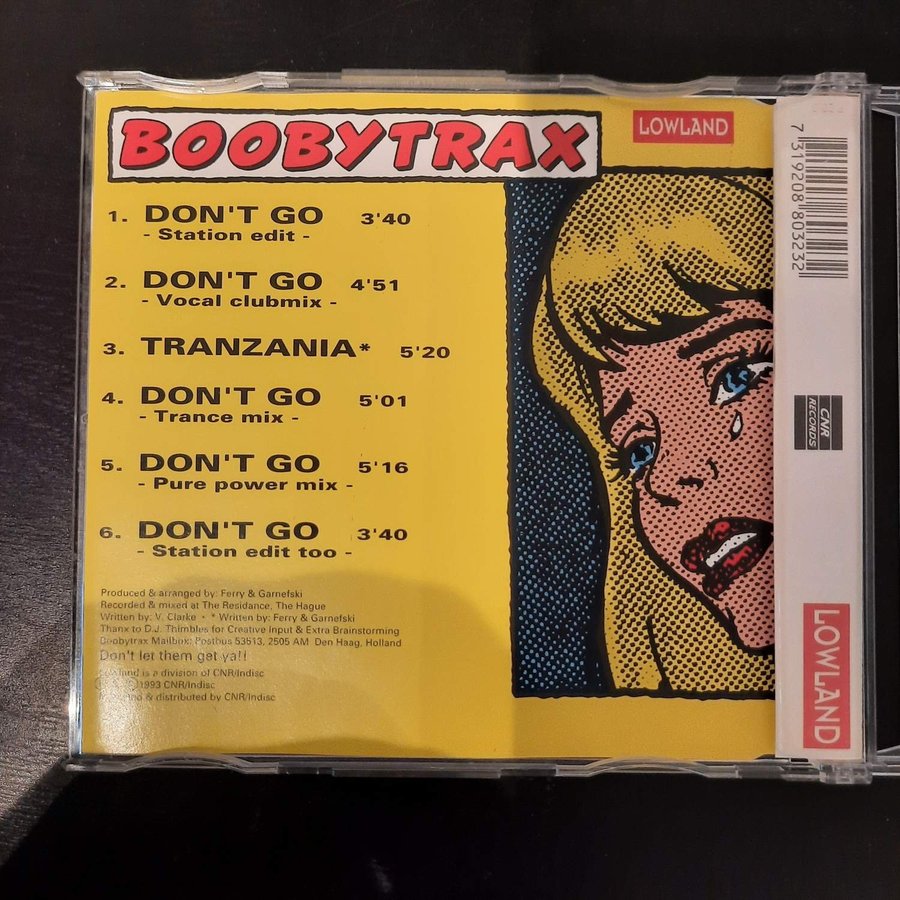 BOOBYTRAX
LOWLAND
1. DON'T GO 3'40
- Station edit -
2. DON'T GO 4'51
- Vocal clubmix -
3. TRANZANIA* 5'20
4. DON'T GO 5'01
- Trance mix -
5. DON'T GO 5'16
- Pure power mix -
6. DON'T GO 3'40
- Station edit too -
Produced & arranged by: Ferry & Garnefski
Recorded & mixed at The Residance, The Hague
Written by: V. Clarke • * Written by: Ferry & Garnefski
Thanx to D.J. Thimbles for Creative Input & Extra Brainstorming
Boobytrax Mailbox: Postbus 53513, 2505 AM Den Haag, Holland
Don't let them get ya!!
Lowland is a division of CNR/Indisc
1993 CNR/Indisc
& distributed by CNR/Indisc
7 319208 803232
CNR
RECORDS
LOWLAND